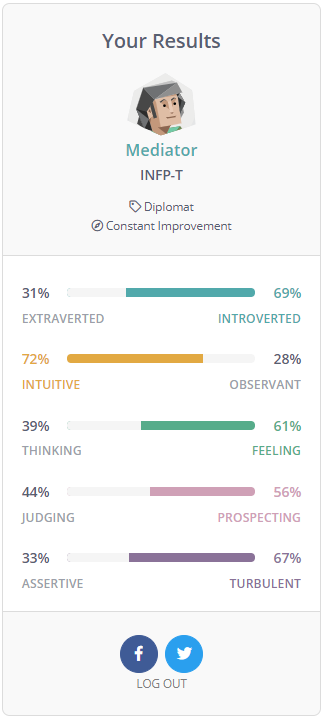 Your Results
Mediator
INFP-T
Diplomat
Constant Improvement
31% 69%
EXTRAVERTED INTROVERTED
72% 28%
INTUITIVE OBSERVANT
39% 61%
THINKING FEELING
44% 56%
JUDGING PROSPECTING
33% 67%
ASSERTIVE TURBULENT
LOG OUT